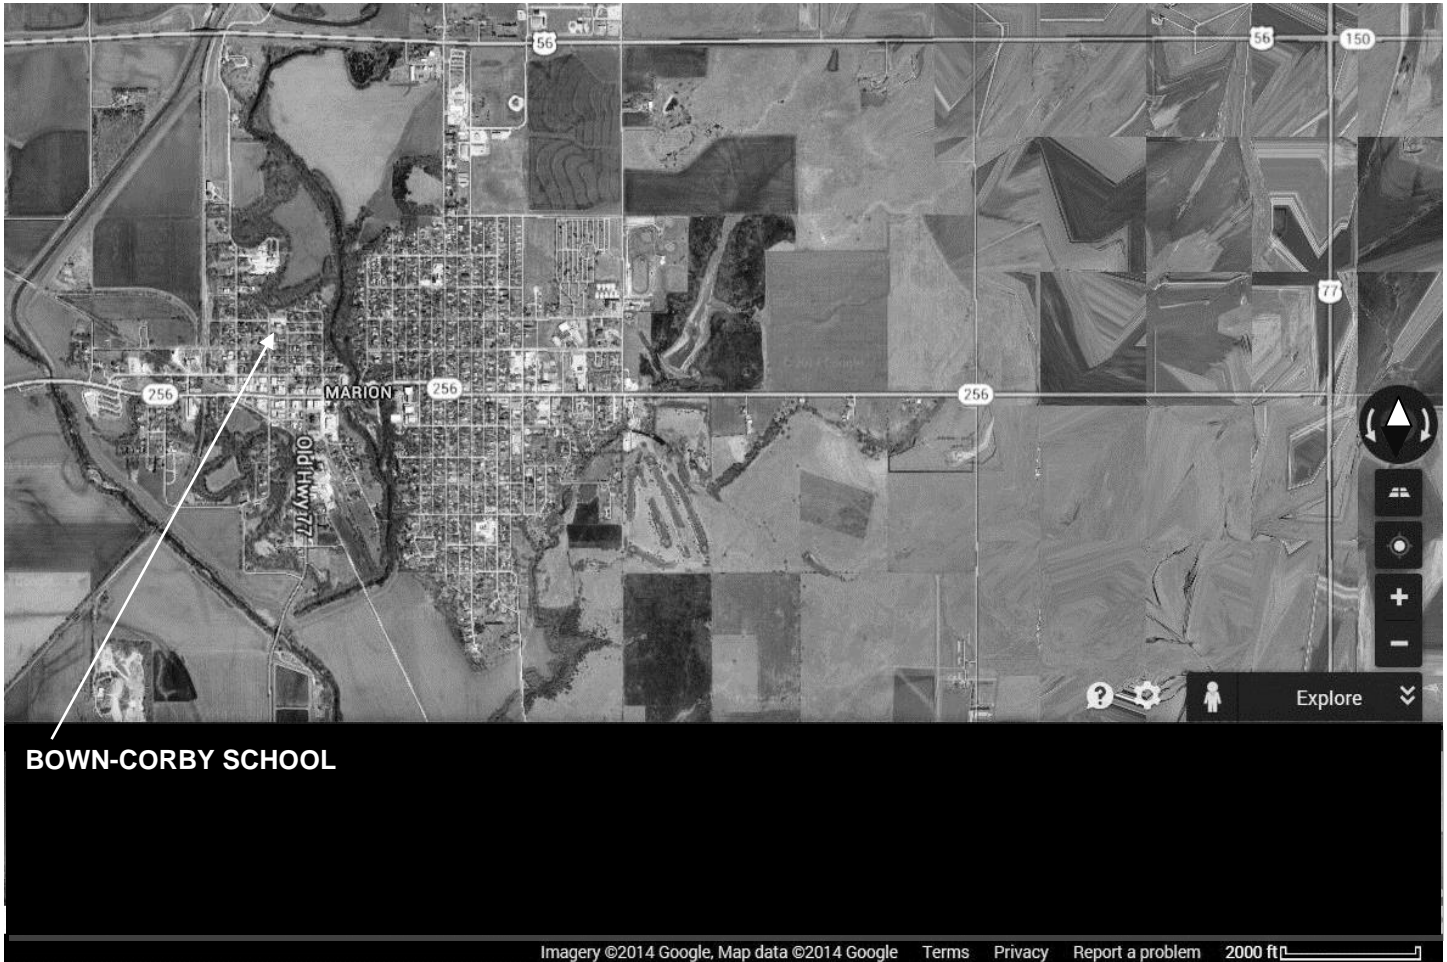 56
56
150
77
256
MARION
256
256
Old Hwy 77
Explore
BOWN-CORBY SCHOOL
Imagery ©2014 Google, Map data ©2014 Google Terms Privacy Report a problem 2000 ft